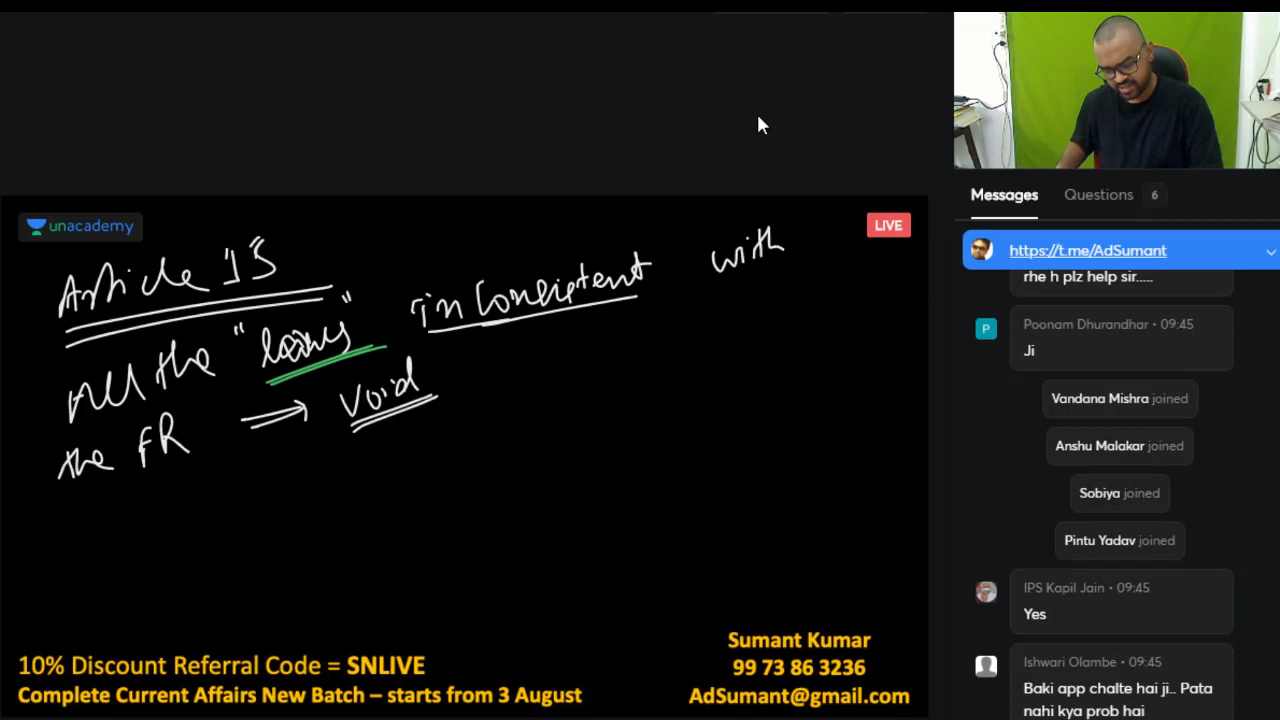 unacademy
LIVE
Article 13
All the "laws" inconsistent with
the FR ⟹ Void
10% Discount Referral Code = SNLIVE
Complete Current Affairs New Batch – starts from 3 August
Sumant Kumar
99 73 86 3236
AdSumant@gmail.com
Messages
Questions 6
https://t.me/AdSumant
rhe h plz help sir.....
P
Poonam Dhurandhar • 09:45
Ji
Vandana Mishra joined
Anshu Malakar joined
Sobiya joined
Pintu Yadav joined
IPS Kapil Jain • 09:45
Yes
Ishwari Olambe • 09:45
Baki app chalte hai ji.. Pata
nahi kya prob hai